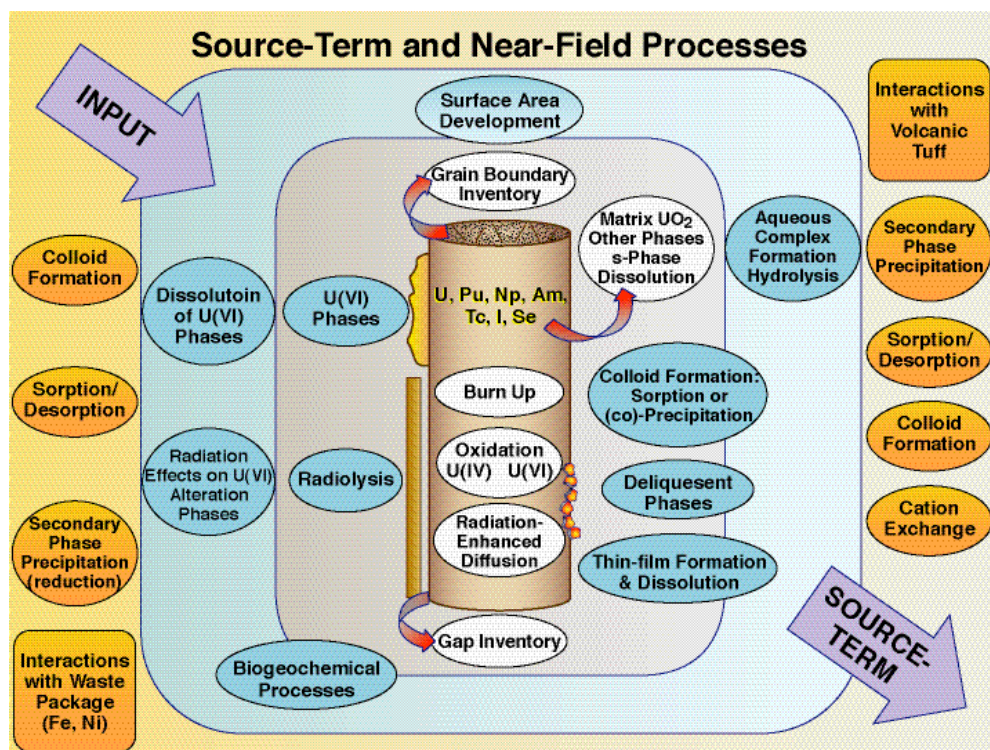 Source-Term and Near-Field Processes
INPUT
Surface Area
Development
Interactions
with
Volcanic
Tuff
Grain Boundary
Inventory
Matrix UO₂
Other Phases
s-Phase
Dissolution
Aqueous
Complex
Formation
Hydrolysis
Secondary
Phase
Precipitation
Colloid
Formation
Dissolutoin
of U(VI)
Phases
U(VI)
Phases
U, Pu, Np, Am,
Tc, I, Se
Sorption/
Desorption
Sorption/
Desorption
Burn Up
Colloid Formation:
Sorption or
(co)-Precipitation
Colloid
Formation
Radiation
Effects on U(VI)
Alteration
Phases
Radiolysis
Oxidation
U(IV) U(VI)
Deliquesent
Phases
Cation
Exchange
Secondary
Phase
Precipitation
(reduction)
Radiation-
Enhanced
Diffusion
Thin-film Formation
& Dissolution
Gap Inventory
SOURCE-
TERM
Interactions
with Waste
Package
(Fe, Ni)
Biogeochemical
Processes